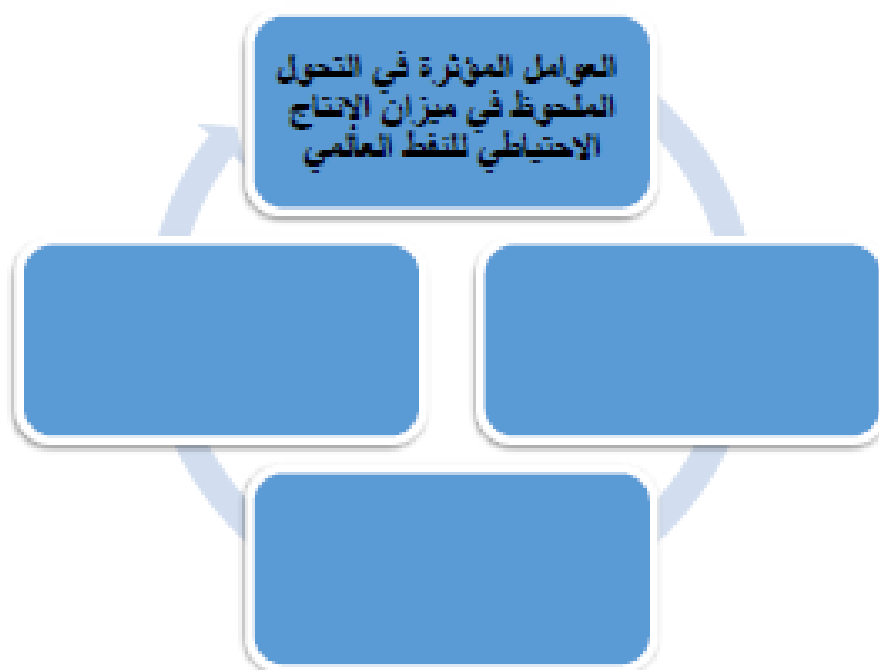 العوامل المؤثرة في التحول
الملحوظ في ميزان الإنتاج
الاحتياطي للنفط العالمي